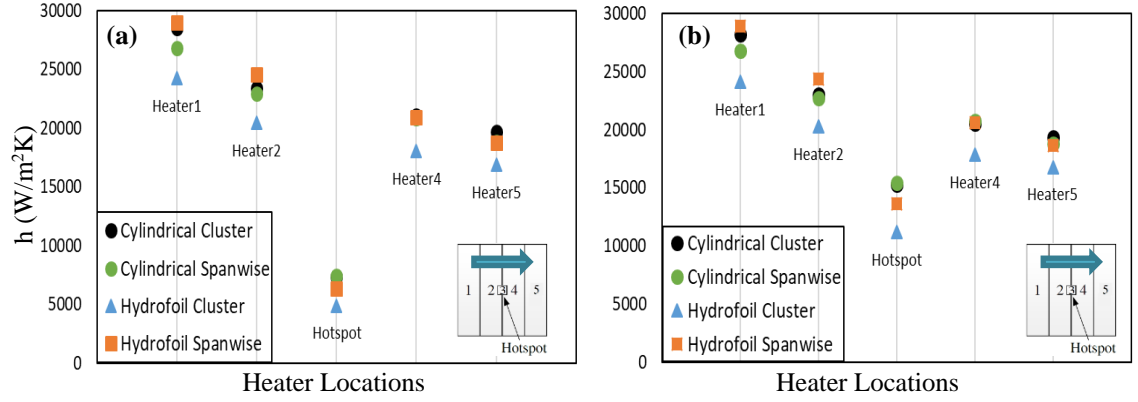 (a)
h (W/m²K)
30000
25000
20000
15000
10000
5000
0
Heater1
Heater2
Hotspot
Heater4
Heater5
Cylindrical Cluster
Cylindrical Spanwise
Hydrofoil Cluster
Hydrofoil Spanwise
1 2 3 4 5
Hotspot
Heater Locations
(b)
30000
25000
20000
15000
10000
5000
0
Heater1
Heater2
Hotspot
Heater4
Heater5
Cylindrical Cluster
Cylindrical Spanwise
Hydrofoil Cluster
Hydrofoil Spanwise
1 2 3 4 5
Hotspot
Heater Locations